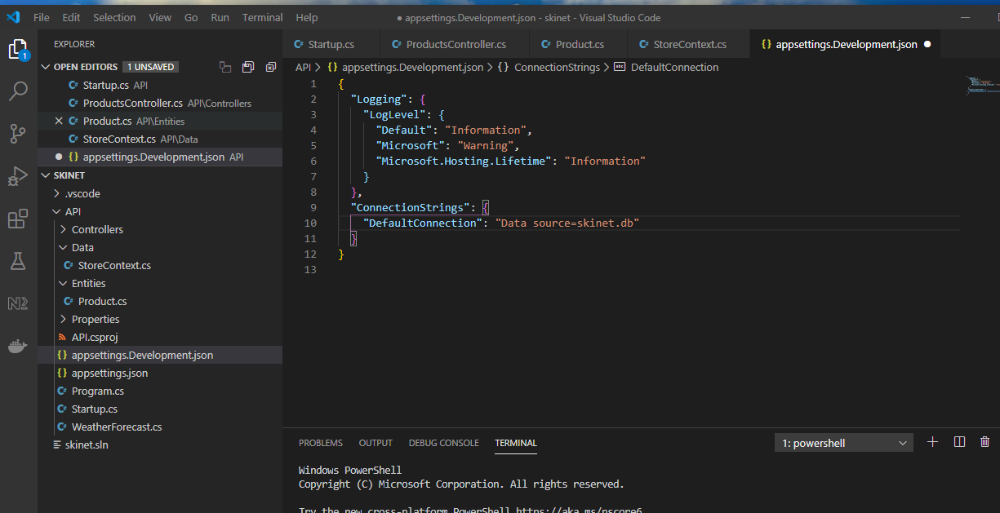 File Edit Selection View Go Run Terminal Help ● appsettings.Development.json - skinet - Visual Studio Code
1
EXPLORER
OPEN EDITORS 1 UNSAVED
Startup.cs API
ProductsController.cs API\Controllers
Product.cs API\Entities
StoreContext.cs API\Data
{} appsettings.Development.json API
SKINET
.vscode
API
Controllers
Data
StoreContext.cs
Entities
Product.cs
Properties
API.csproj
{} appsettings.Development.json
{} appsettings.json
Program.cs
Startup.cs
WeatherForecast.cs
skinet.sln
Startup.cs ProductsController.cs Product.cs StoreContext.cs {} appsettings.Development.json ●
API > {} appsettings.Development.json > {} ConnectionStrings > abc DefaultConnection
1 {
2 "Logging": {
3 "LogLevel": {
4 "Default": "Information",
5 "Microsoft": "Warning",
6 "Microsoft.Hosting.Lifetime": "Information"
7 }
8 },
9 "ConnectionStrings": {
10 "DefaultConnection": "Data source=skinet.db"
11 }
12 }
13
PROBLEMS OUTPUT DEBUG CONSOLE TERMINAL 1: powershell
Windows PowerShell
Copyright (C) Microsoft Corporation. All rights reserved.
Try the new cross-platform PowerShell https://aka.ms/pscore6